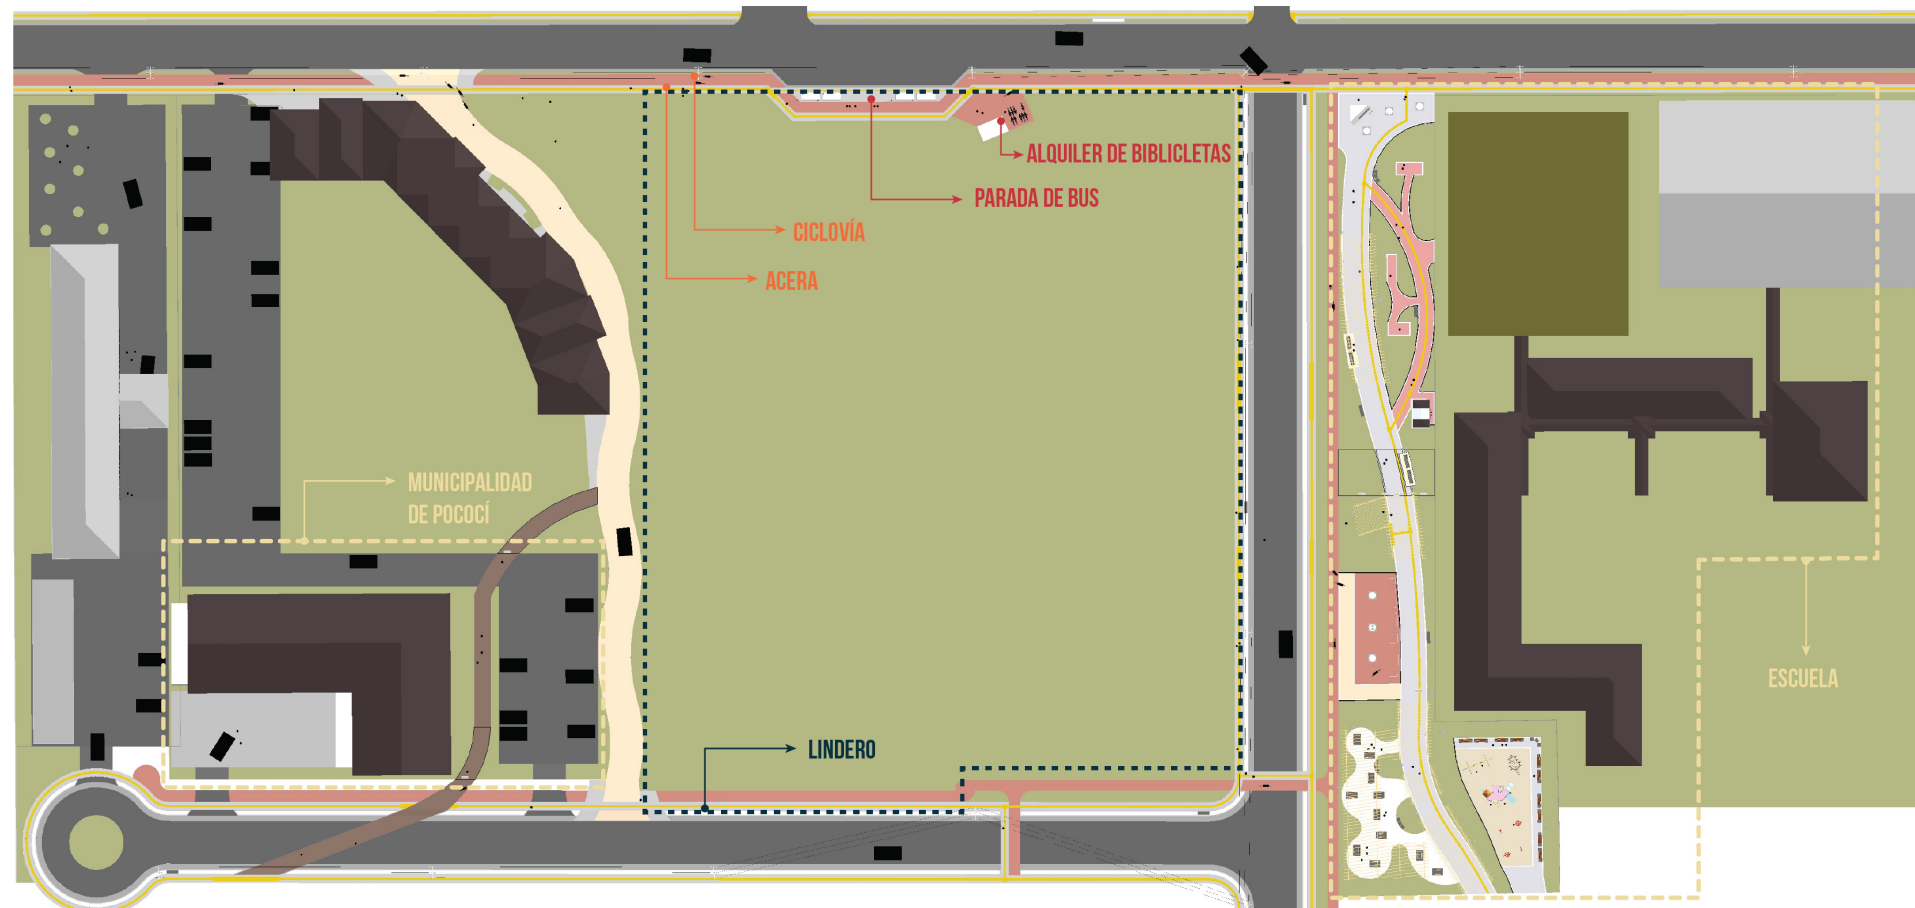 ALQUILER DE BIBLICLETAS
PARADA DE BUS
CICLOVÍA
ACERA
MUNICIPALIDAD
DE POCOCÍ
ESCUELA
LINDERO